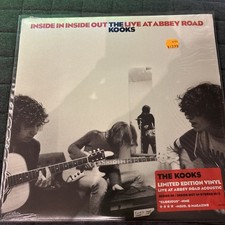 INSIDE IN INSIDE OUT THE LIVE AT ABBEY ROAD
KOOKS
THE KOOKS
LIMITED EDITION VINYL
LIVE AT ABBEY ROAD ACOUSTIC